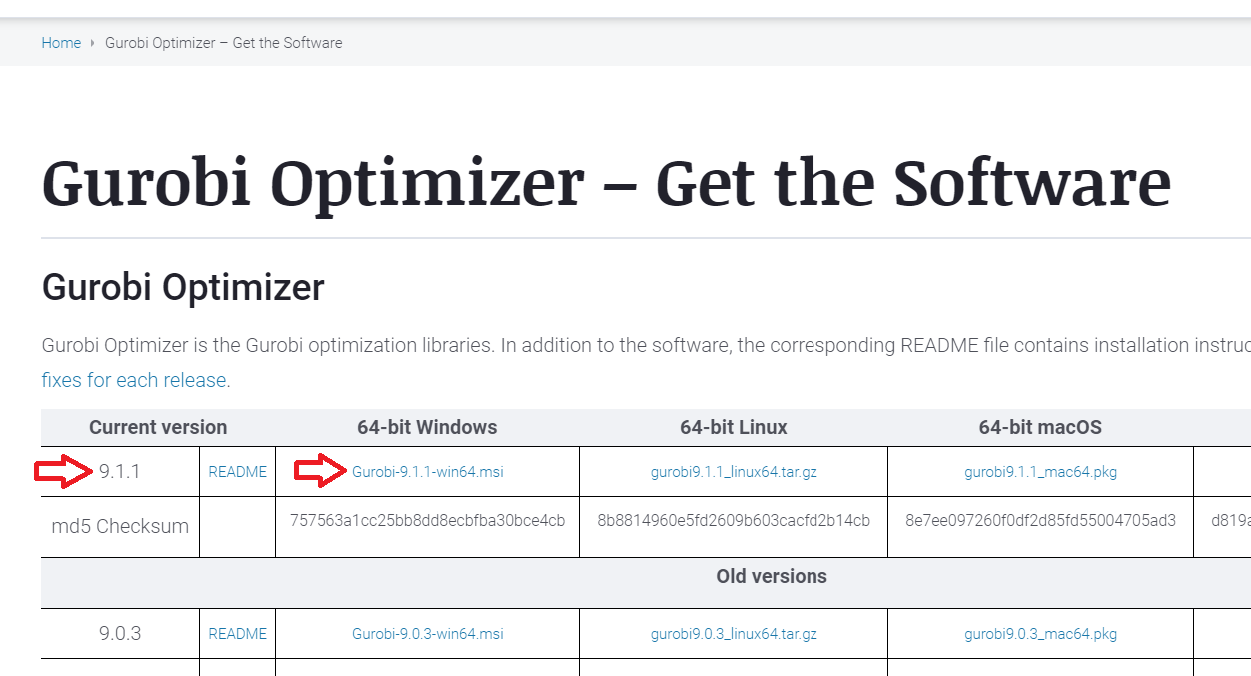 Home Gurobi Optimizer – Get the Software
Gurobi Optimizer – Get the Software
Gurobi Optimizer
Gurobi Optimizer is the Gurobi optimization libraries. In addition to the software, the corresponding README file contains installation
fixes for each release.
Current version 64-bit Windows 64-bit Linux 64-bit macOS
9.1.1 README Gurobi-9.1.1-win64.msi gurobi9.1.1_linux64.tar.gz gurobi9.1.1_mac64.pkg
md5 Checksum 757563a1cc25bb8dd8ecbfba30bce4cb 8b8814960e5fd2609b603cacfd2b14cb 8e7ee097260f0df2d85fd55004705ad3
Old versions
9.0.3 README Gurobi-9.0.3-win64.msi gurobi9.0.3_linux64.tar.gz gurobi9.0.3_mac64.pkg